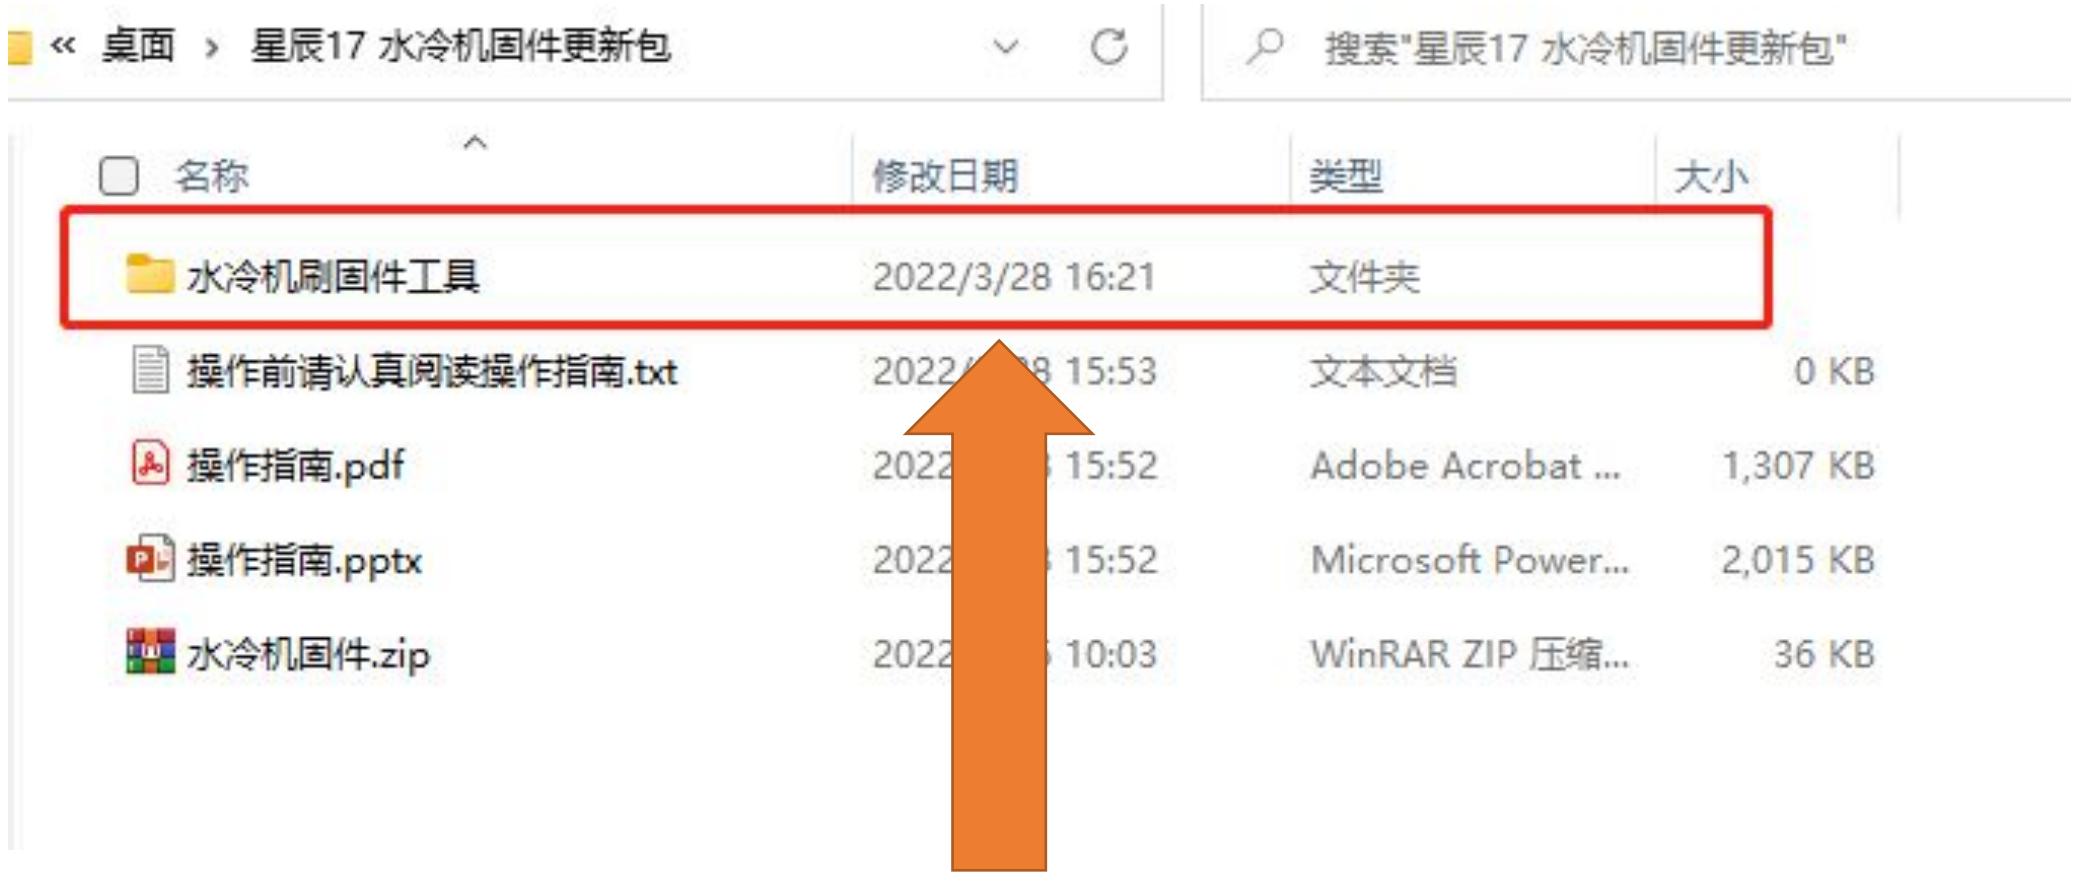 « 桌面 › 星辰17 水冷机固件更新包 搜索"星辰17 水冷机固件更新包"
名称 修改日期 类型 大小
水冷机刷固件工具 2022/3/28 16:21 文件夹
操作前请认真阅读操作指南.txt 2022/ 28 15:53 文本文档 0 KB
操作指南.pdf 2022 15:52 Adobe Acrobat ... 1,307 KB
操作指南.pptx 2022 15:52 Microsoft Power... 2,015 KB
水冷机固件.zip 2022 10:03 WinRAR ZIP 压缩... 36 KB